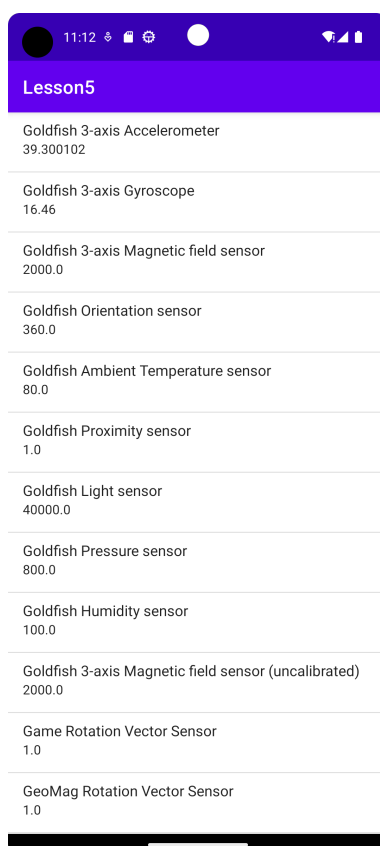 11:12
Lesson5
Goldfish 3-axis Accelerometer
39.300102
Goldfish 3-axis Gyroscope
16.46
Goldfish 3-axis Magnetic field sensor
2000.0
Goldfish Orientation sensor
360.0
Goldfish Ambient Temperature sensor
80.0
Goldfish Proximity sensor
1.0
Goldfish Light sensor
40000.0
Goldfish Pressure sensor
800.0
Goldfish Humidity sensor
100.0
Goldfish 3-axis Magnetic field sensor (uncalibrated)
2000.0
Game Rotation Vector Sensor
1.0
GeoMag Rotation Vector Sensor
1.0